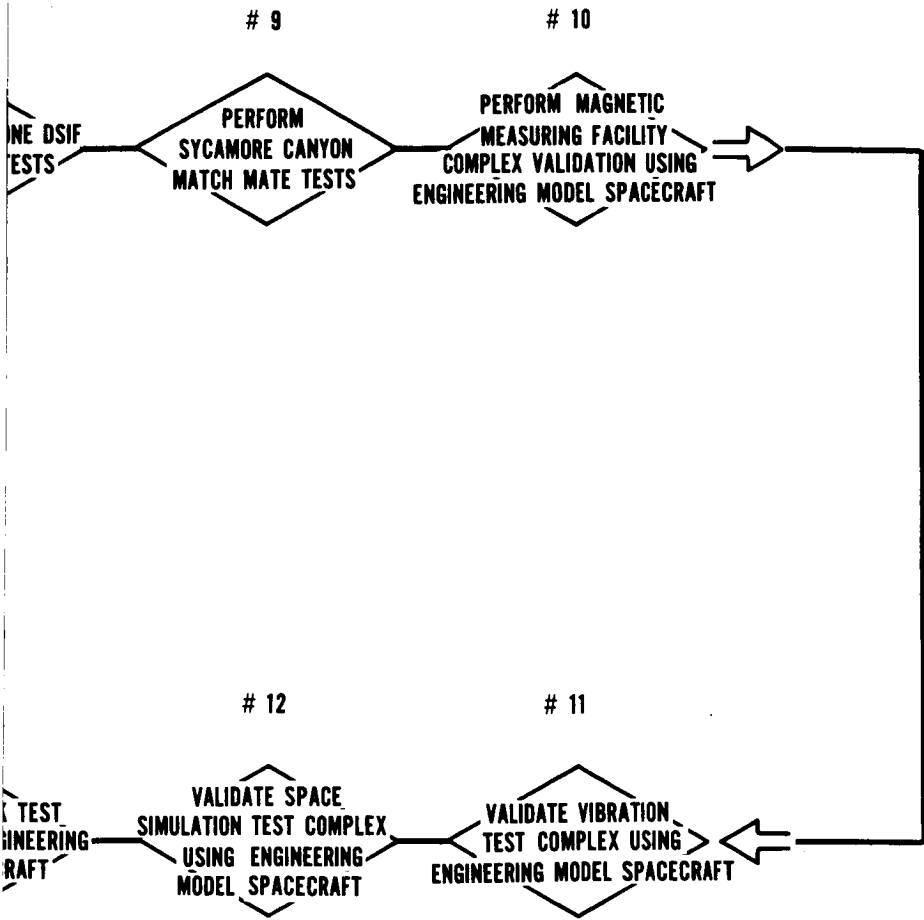 # 9
# 10
DSIF
PERFORM
SYCAMORE CANYON
MATCH MATE TESTS
PERFORM MAGNETIC
MEASURING FACILITY
COMPLEX VALIDATION USING
ENGINEERING MODEL SPACECRAFT
# 12
# 11
TEST
VALIDATE SPACE
SIMULATION TEST COMPLEX
USING ENGINEERING
MODEL SPACECRAFT
VALIDATE VIBRATION
TEST COMPLEX USING
ENGINEERING MODEL SPACECRAFT